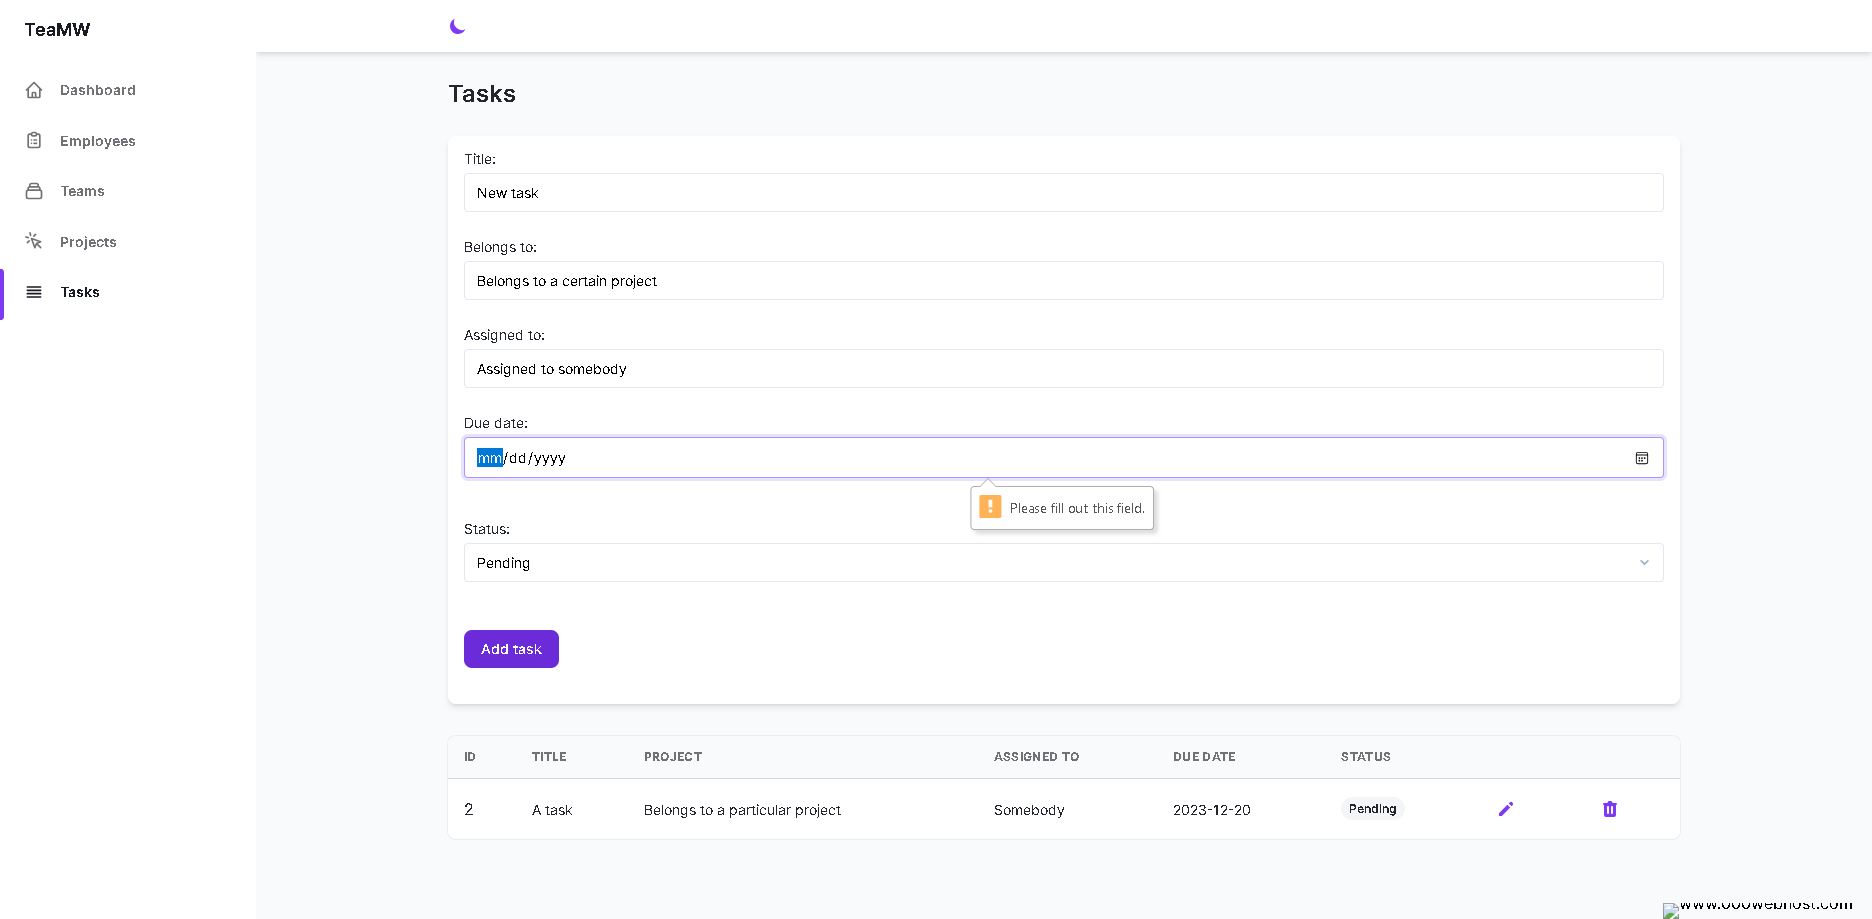 TeaMW
Dashboard
Employees
Teams
Projects
Tasks
Tasks
Title:
New task
Belongs to:
Belongs to a certain project
Assigned to:
Assigned to somebody
Due date:
mm/dd/yyyy
Please fill out this field.
Status:
Pending
Add task
ID TITLE PROJECT ASSIGNED TO DUE DATE STATUS
2 A task Belongs to a particular project Somebody 2023-12-20 Pending
www.000webhost.com